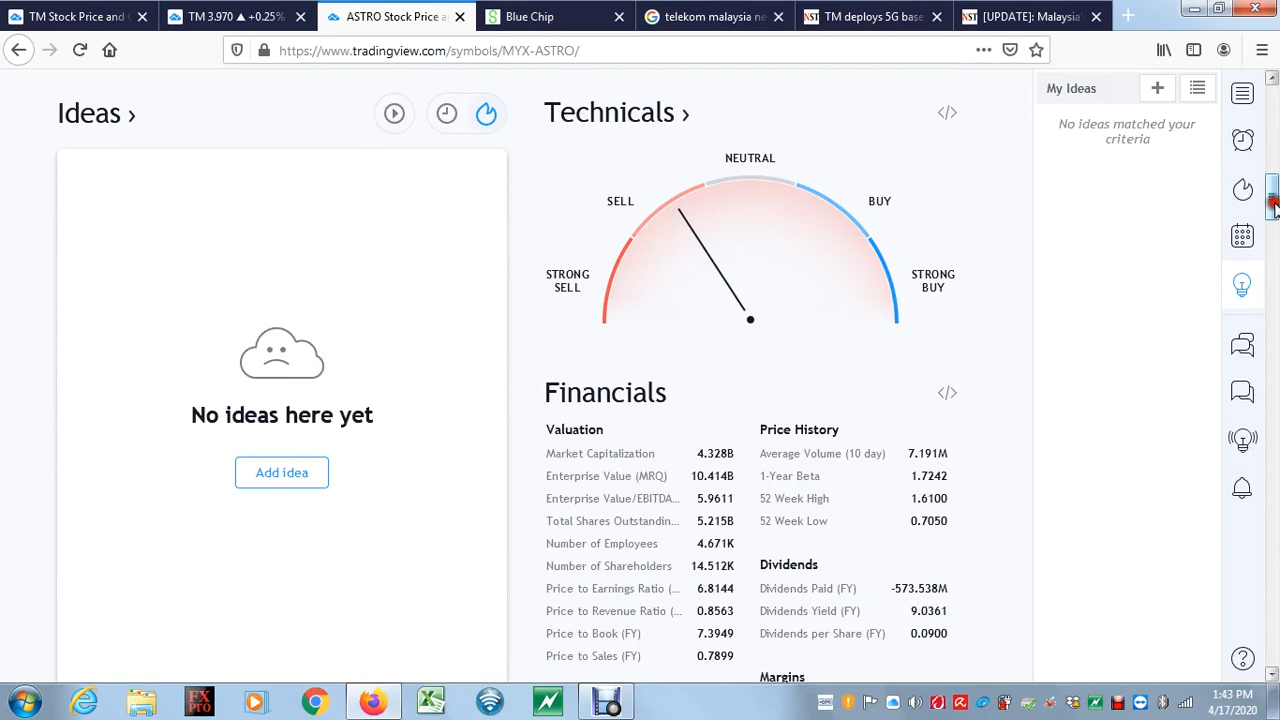 TM Stock Price and C
TM 3.970 ▲ +0.25%
ASTRO Stock Price a
Blue Chip
telekom malaysia ne
TM deploys 5G base
[UPDATE]: Malaysia'
https://www.tradingview.com/symbols/MYX-ASTRO/
Ideas ›
Technicals ›
My Ideas
No ideas matched your
criteria
NEUTRAL
SELL
BUY
STRONG
SELL
STRONG
BUY
No ideas here yet
Add idea
Financials
Valuation
Market Capitalization 4.328B
Enterprise Value (MRQ) 10.414B
Enterprise Value/EBITDA... 5.9611
Total Shares Outstandin... 5.215B
Number of Employees 4.671K
Number of Shareholders 14.512K
Price to Earnings Ratio (... 6.8144
Price to Revenue Ratio (... 0.8563
Price to Book (FY) 7.3949
Price to Sales (FY) 0.7899
Price History
Average Volume (10 day) 7.191M
1-Year Beta 1.7242
52 Week High 1.6100
52 Week Low 0.7050
Dividends
Dividends Paid (FY) -573.538M
Dividends Yield (FY) 9.0361
Dividends per Share (FY) 0.0900
Margins
FX
PRO
1:43 PM
4/17/2020